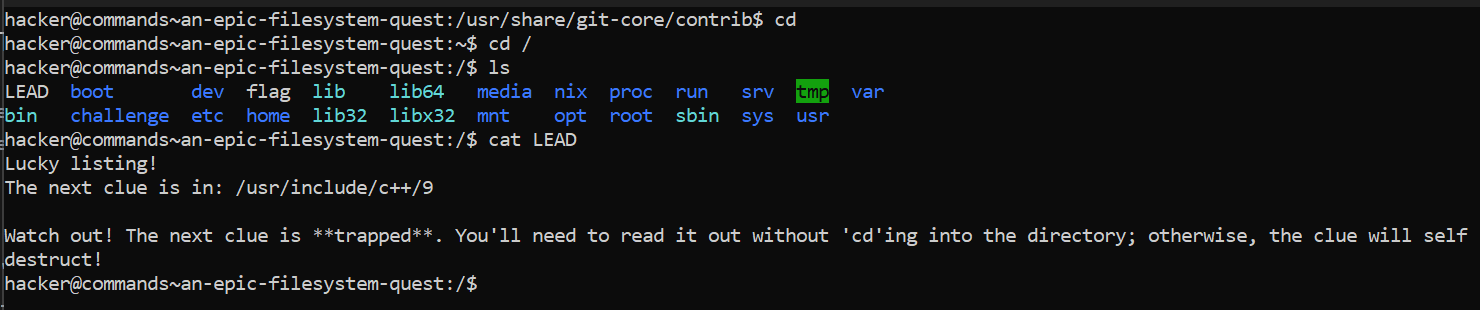 hacker@commands~an-epic-filesystem-quest:/usr/share/git-core/contrib$ cd
hacker@commands~an-epic-filesystem-quest:~$ cd /
hacker@commands~an-epic-filesystem-quest:/$ ls
LEAD boot dev flag lib lib64 media nix proc run srv tmp var
bin challenge etc home lib32 libx32 mnt opt root sbin sys usr
hacker@commands~an-epic-filesystem-quest:/$ cat LEAD
Lucky listing!
The next clue is in: /usr/include/c++/9
Watch out! The next clue is **trapped**. You'll need to read it out without 'cd'ing into the directory; otherwise, the clue will self
destruct!
hacker@commands~an-epic-filesystem-quest:/$